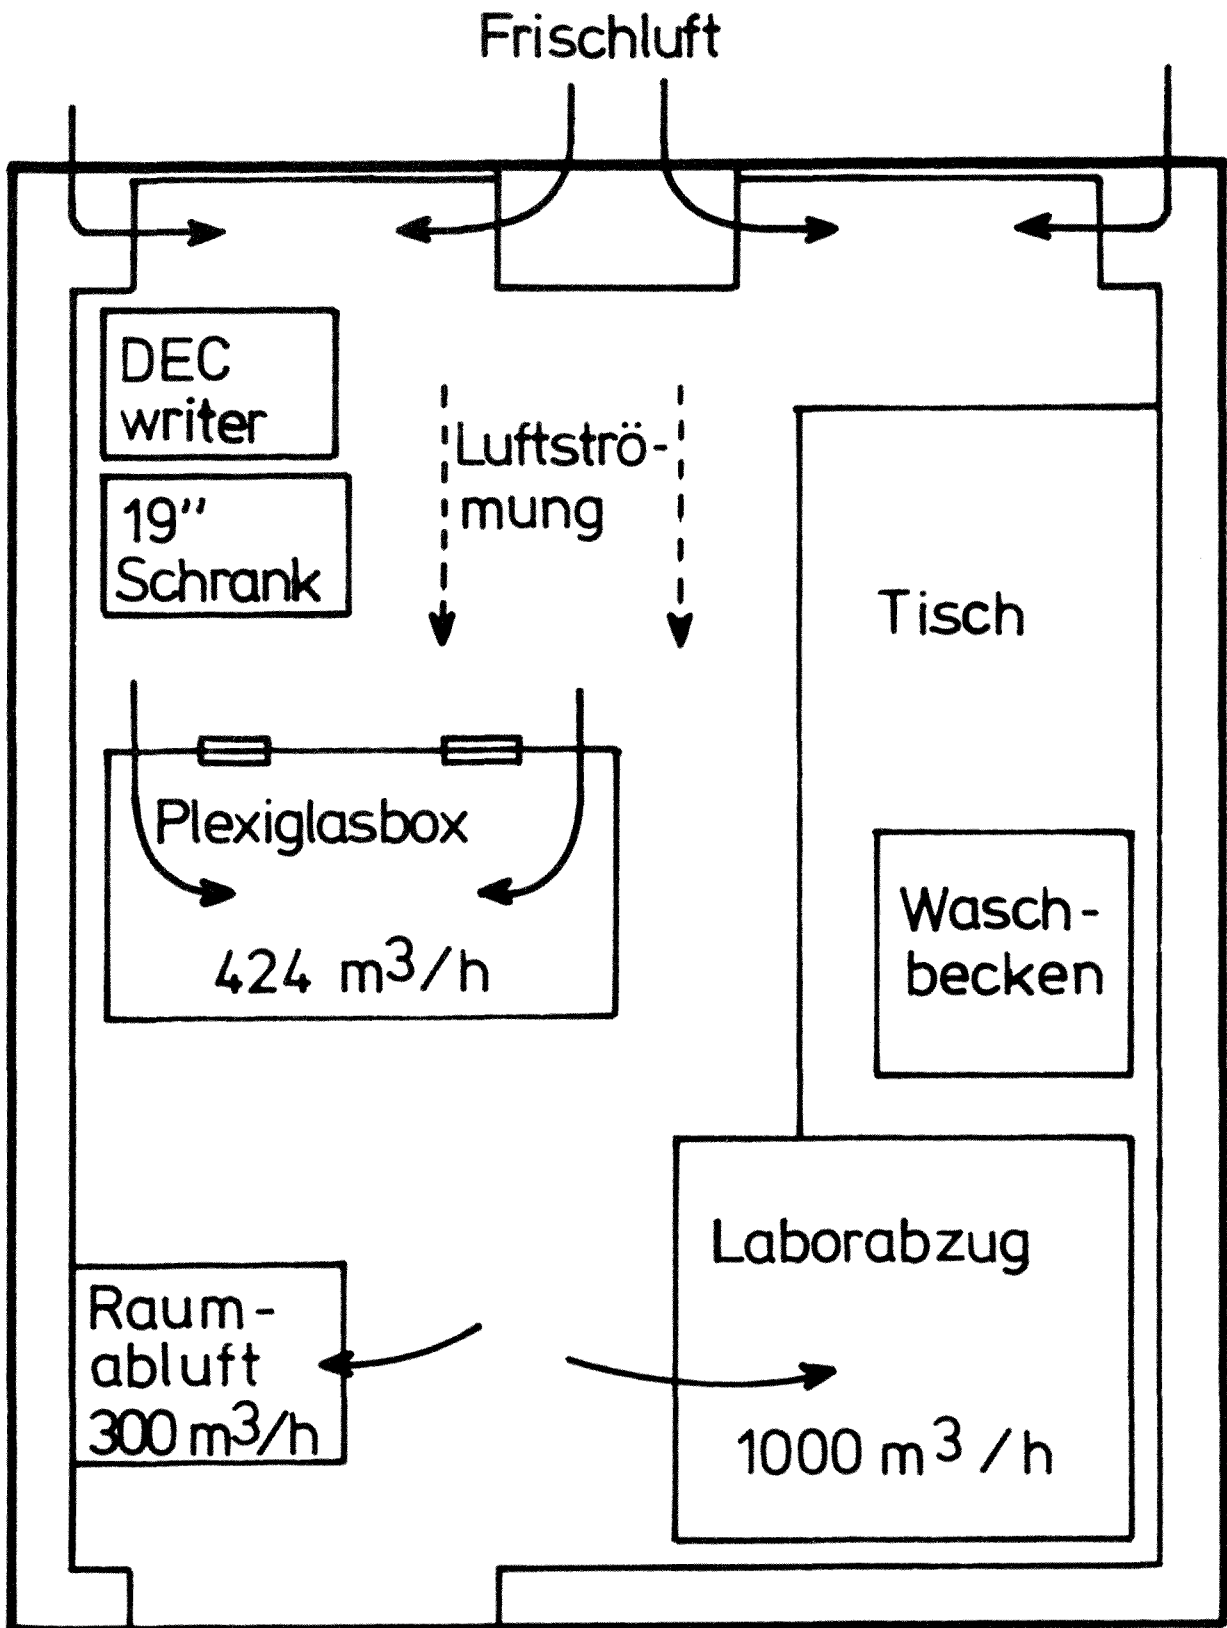 Frischluft
DEC
writer
19"
Schrank
Luftströ-
mung
Tisch
Plexiglasbox
424 m³/h
Wasch-
becken
Laborabzug
1000 m³/h
Raum-
abluft
300 m³/h